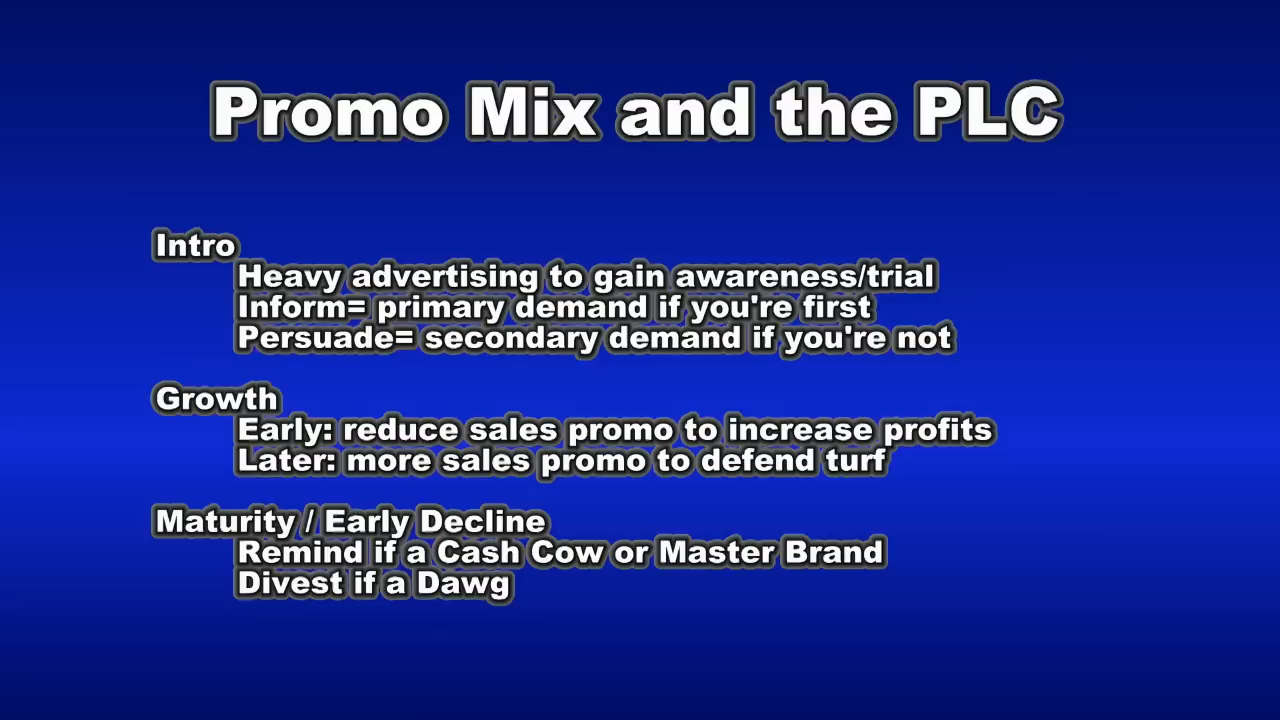 Promo Mix and the PLC
Intro
Heavy advertising to gain awareness/trial
Inform= primary demand if you're first
Persuade= secondary demand if you're not
Growth
Early: reduce sales promo to increase profits
Later: more sales promo to defend turf
Maturity / Early Decline
Remind if a Cash Cow or Master Brand
Divest if a Dawg